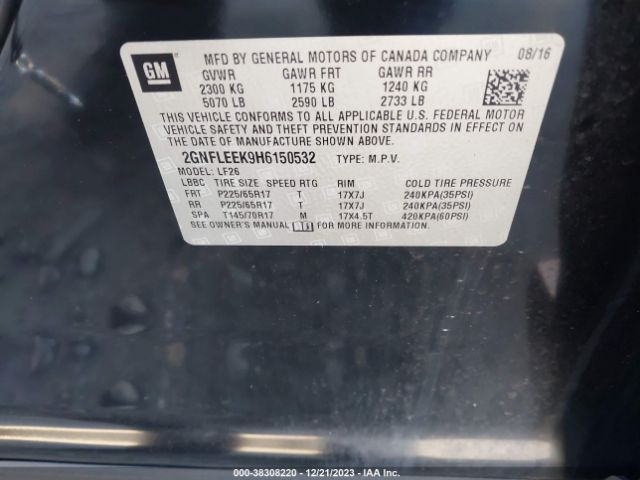 GM
MFD BY GENERAL MOTORS OF CANADA COMPANY 08/16
GVWR GAWR FRT GAWR RR
2300 KG 1175 KG 1240 KG
5070 LB 2590 LB 2733 LB
THIS VEHICLE CONFORMS TO ALL APPLICABLE U.S. FEDERAL MOTOR
VEHICLE SAFETY AND THEFT PREVENTION STANDARDS IN EFFECT ON
THE DATE OF MANUFACTURE SHOWN ABOVE.
2GNFLEEK9H6150532 TYPE: M.P.V.
MODEL: LF26
LBBC TIRE SIZE SPEED RTG RIM COLD TIRE PRESSURE
FRT P225/65R17 T 17X7J 240KPA(35PSI)
RR P225/65R17 T 17X7J 240KPA(35PSI)
SPA T145/70R17 M 17X4.5T 420KPA(60PSI)
SEE OWNER'S MANUAL FOR MORE INFORMATION.
000-38308220 - 12/21/2023 - IAA Inc.